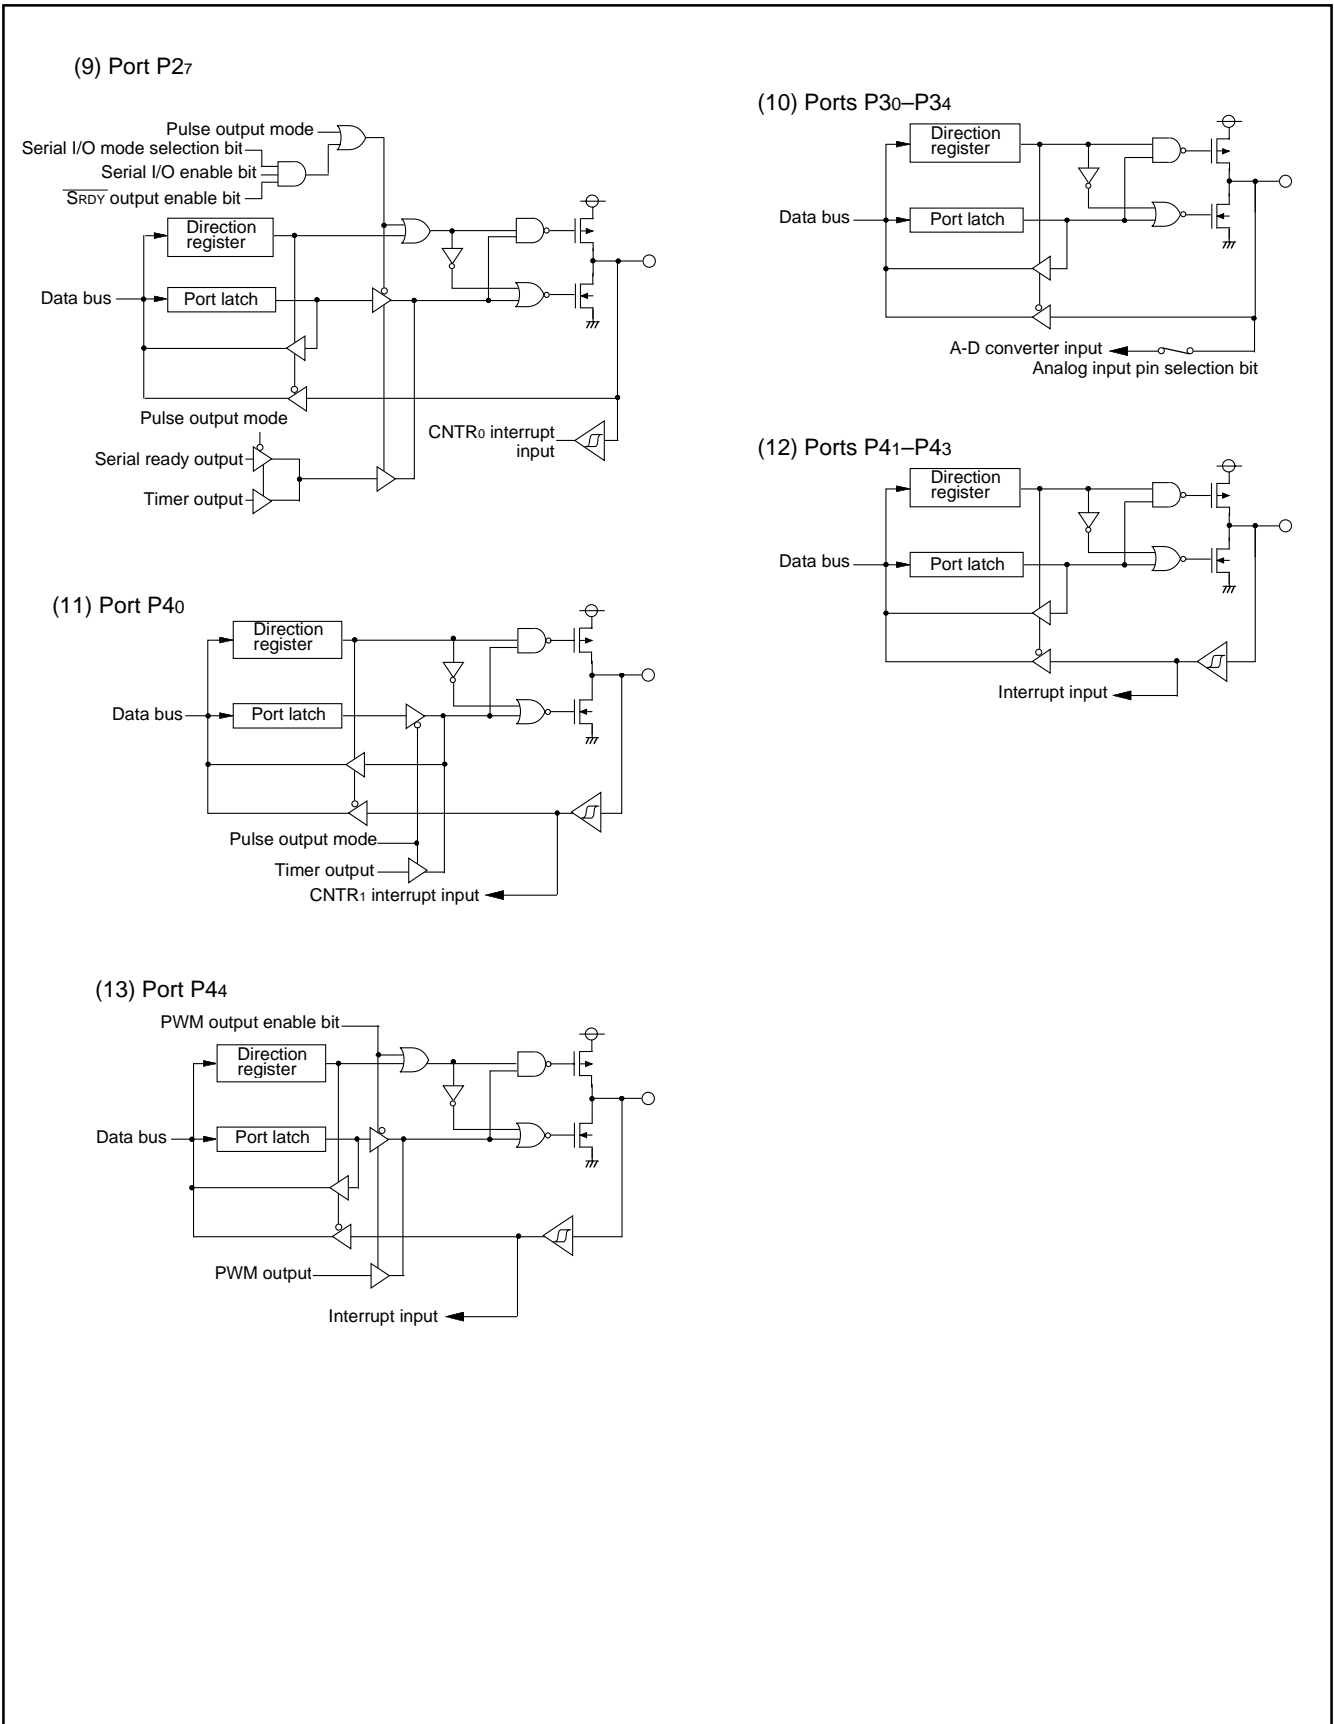 (9) Port P27
Pulse output mode
Serial I/O mode selection bit
Serial I/O enable bit
SRDY output enable bit
Direction
register
Data bus
Port latch
Pulse output mode
Serial ready output
Timer output
CNTR0 interrupt
input
(10) Ports P30–P34
Direction
register
Data bus
Port latch
A-D converter input
Analog input pin selection bit
(11) Port P40
Direction
register
Data bus
Port latch
Pulse output mode
Timer output
CNTR1 interrupt input
(12) Ports P41–P43
Direction
register
Data bus
Port latch
Interrupt input
(13) Port P44
PWM output enable bit
Direction
register
Data bus
Port latch
PWM output
Interrupt input